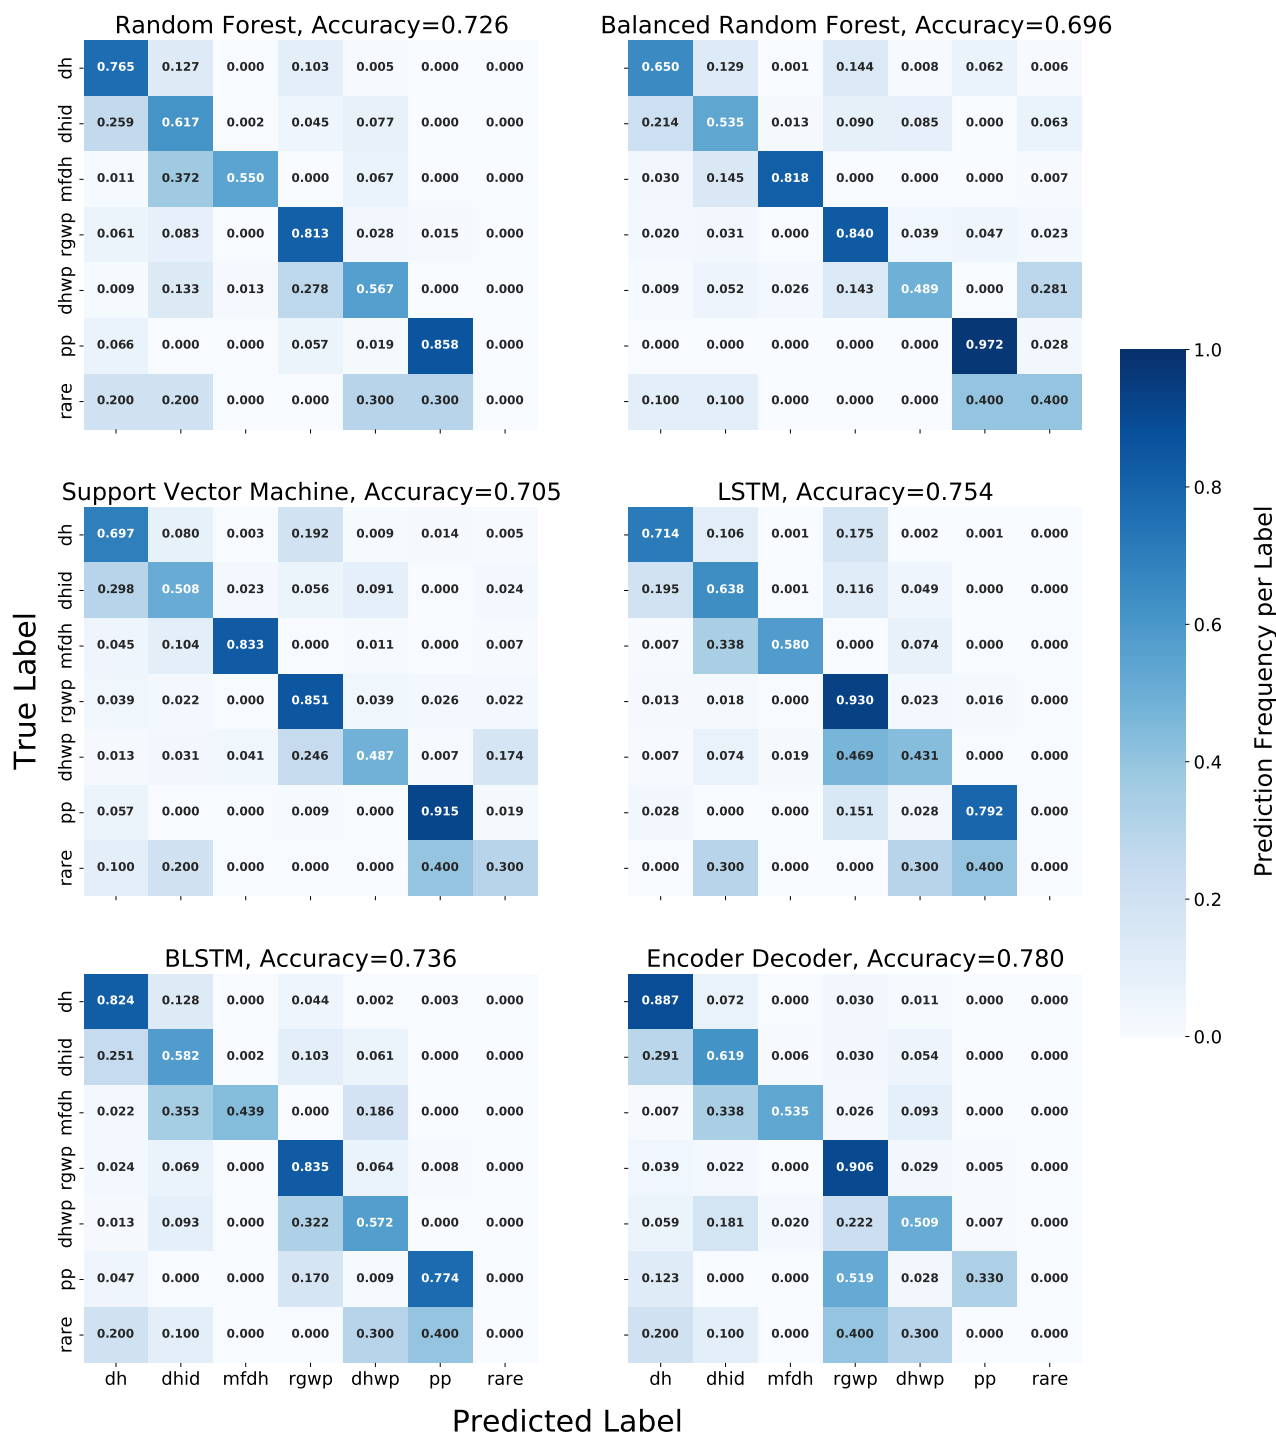 Random Forest, Accuracy=0.726
dh 0.765 0.127 0.000 0.103 0.005 0.000 0.000
dhid 0.259 0.617 0.002 0.045 0.077 0.000 0.000
mfdh 0.011 0.372 0.550 0.000 0.067 0.000 0.000
rgwp 0.061 0.083 0.000 0.813 0.028 0.015 0.000
dhwp 0.009 0.133 0.013 0.278 0.567 0.000 0.000
pp 0.066 0.000 0.000 0.057 0.019 0.858 0.000
rare 0.200 0.200 0.000 0.000 0.300 0.300 0.000
Balanced Random Forest, Accuracy=0.696
0.650 0.129 0.001 0.144 0.008 0.062 0.006
0.214 0.535 0.013 0.090 0.085 0.000 0.063
0.030 0.145 0.818 0.000 0.000 0.000 0.007
0.020 0.031 0.000 0.840 0.039 0.047 0.023
0.009 0.052 0.026 0.143 0.489 0.000 0.281
0.000 0.000 0.000 0.000 0.000 0.972 0.028
0.100 0.100 0.000 0.000 0.000 0.400 0.400
Support Vector Machine, Accuracy=0.705
dh 0.697 0.080 0.003 0.192 0.009 0.014 0.005
dhid 0.298 0.508 0.023 0.056 0.091 0.000 0.024
mfdh 0.045 0.104 0.833 0.000 0.011 0.000 0.007
rgwp 0.039 0.022 0.000 0.851 0.039 0.026 0.022
dhwp 0.013 0.031 0.041 0.246 0.487 0.007 0.174
pp 0.057 0.000 0.000 0.009 0.000 0.915 0.019
rare 0.100 0.200 0.000 0.000 0.000 0.400 0.300
LSTM, Accuracy=0.754
0.714 0.106 0.001 0.175 0.002 0.001 0.000
0.195 0.638 0.001 0.116 0.049 0.000 0.000
0.007 0.338 0.580 0.000 0.074 0.000 0.000
0.013 0.018 0.000 0.930 0.023 0.016 0.000
0.007 0.074 0.019 0.469 0.431 0.000 0.000
0.028 0.000 0.000 0.151 0.028 0.792 0.000
0.000 0.300 0.000 0.000 0.300 0.400 0.000
BLSTM, Accuracy=0.736
dh 0.824 0.128 0.000 0.044 0.002 0.003 0.000
dhid 0.251 0.582 0.002 0.103 0.061 0.000 0.000
mfdh 0.022 0.353 0.439 0.000 0.186 0.000 0.000
rgwp 0.024 0.069 0.000 0.835 0.064 0.008 0.000
dhwp 0.013 0.093 0.000 0.322 0.572 0.000 0.000
pp 0.047 0.000 0.000 0.170 0.009 0.774 0.000
rare 0.200 0.100 0.000 0.000 0.300 0.400 0.000
dh dhid mfdh rgwp dhwp pp rare
Encoder Decoder, Accuracy=0.780
0.887 0.072 0.000 0.030 0.011 0.000 0.000
0.291 0.619 0.006 0.030 0.054 0.000 0.000
0.007 0.338 0.535 0.026 0.093 0.000 0.000
0.039 0.022 0.000 0.906 0.029 0.005 0.000
0.059 0.181 0.020 0.222 0.509 0.007 0.000
0.123 0.000 0.000 0.519 0.028 0.330 0.000
0.200 0.100 0.000 0.400 0.300 0.000 0.000
dh dhid mfdh rgwp dhwp pp rare
True Label
Predicted Label
1.0
0.8
0.6
0.4
0.2
0.0
Prediction Frequency per Label